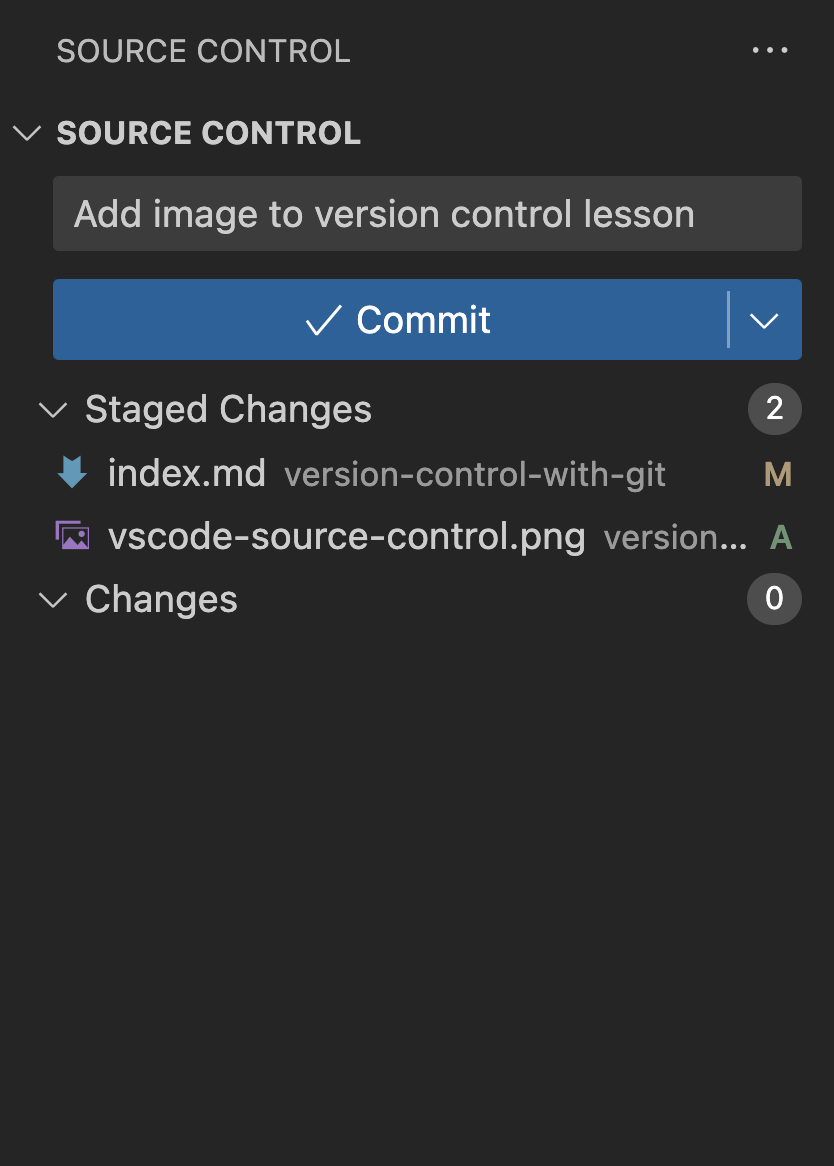 SOURCE CONTROL ...
SOURCE CONTROL
Add image to version control lesson
Commit
Staged Changes 2
index.md version-control-with-git M
vscode-source-control.png version... A
Changes 0